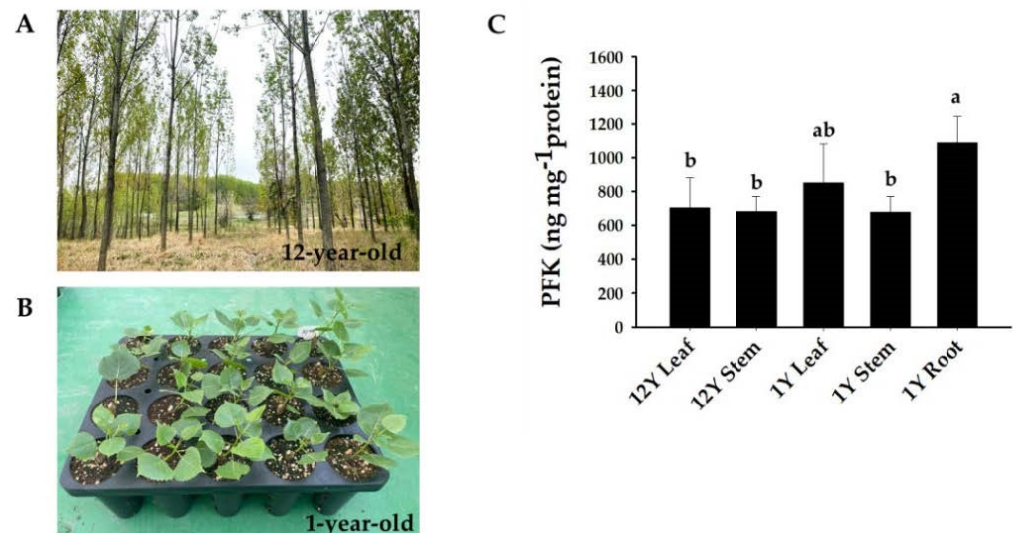 A
12-year-old
B
1-year-old
C
PFK (ng mg-1protein)
1600
1400
1200
1000
800
600
400
200
0
b
b
ab
b
a
12Y Leaf
12Y Stem
1Y Leaf
1Y Stem
1Y Root